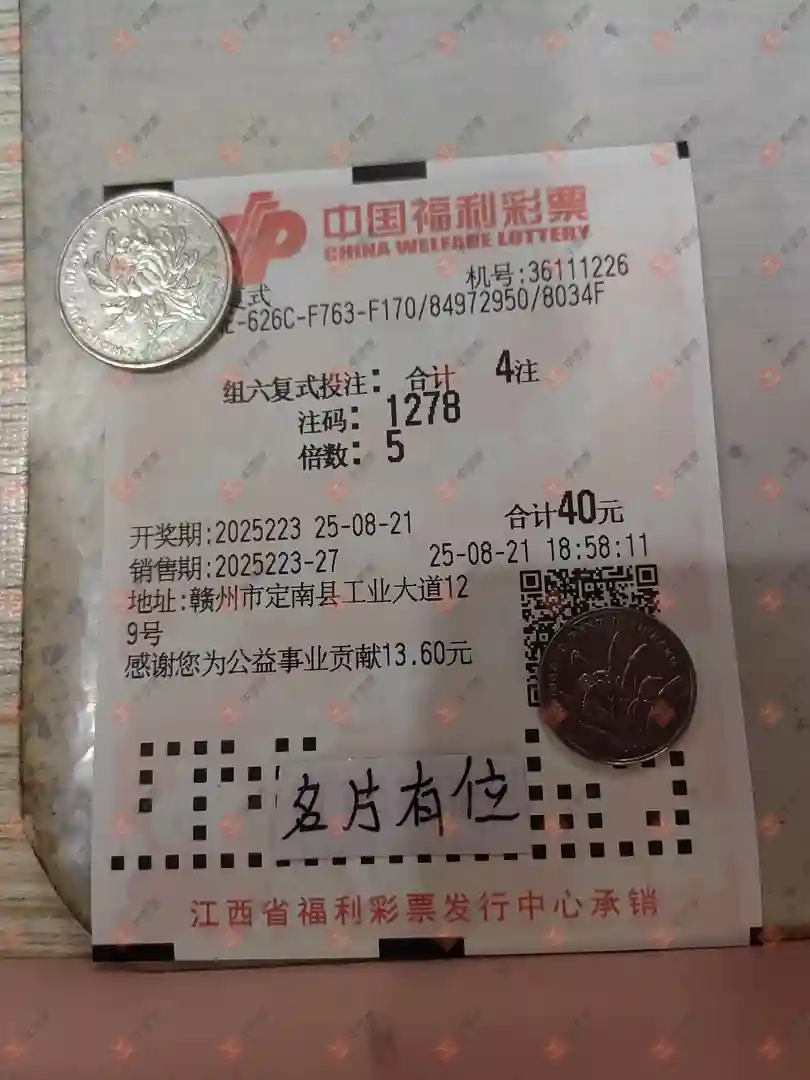 中国福利彩票
CHINA WELFARE LOTTERY
机号:36111226
复式
-626C-F763-F170/84972950/8034F
组六复式投注: 合计 4注
注码: 1278
倍数: 5
合计40元
开奖期:2025223 25-08-21
销售期:2025223-27 25-08-21 18:58:11
地址:赣州市定南县工业大道12
9号
感谢您为公益事业贡献13.60元
名片有位
江西省福利彩票发行中心承销